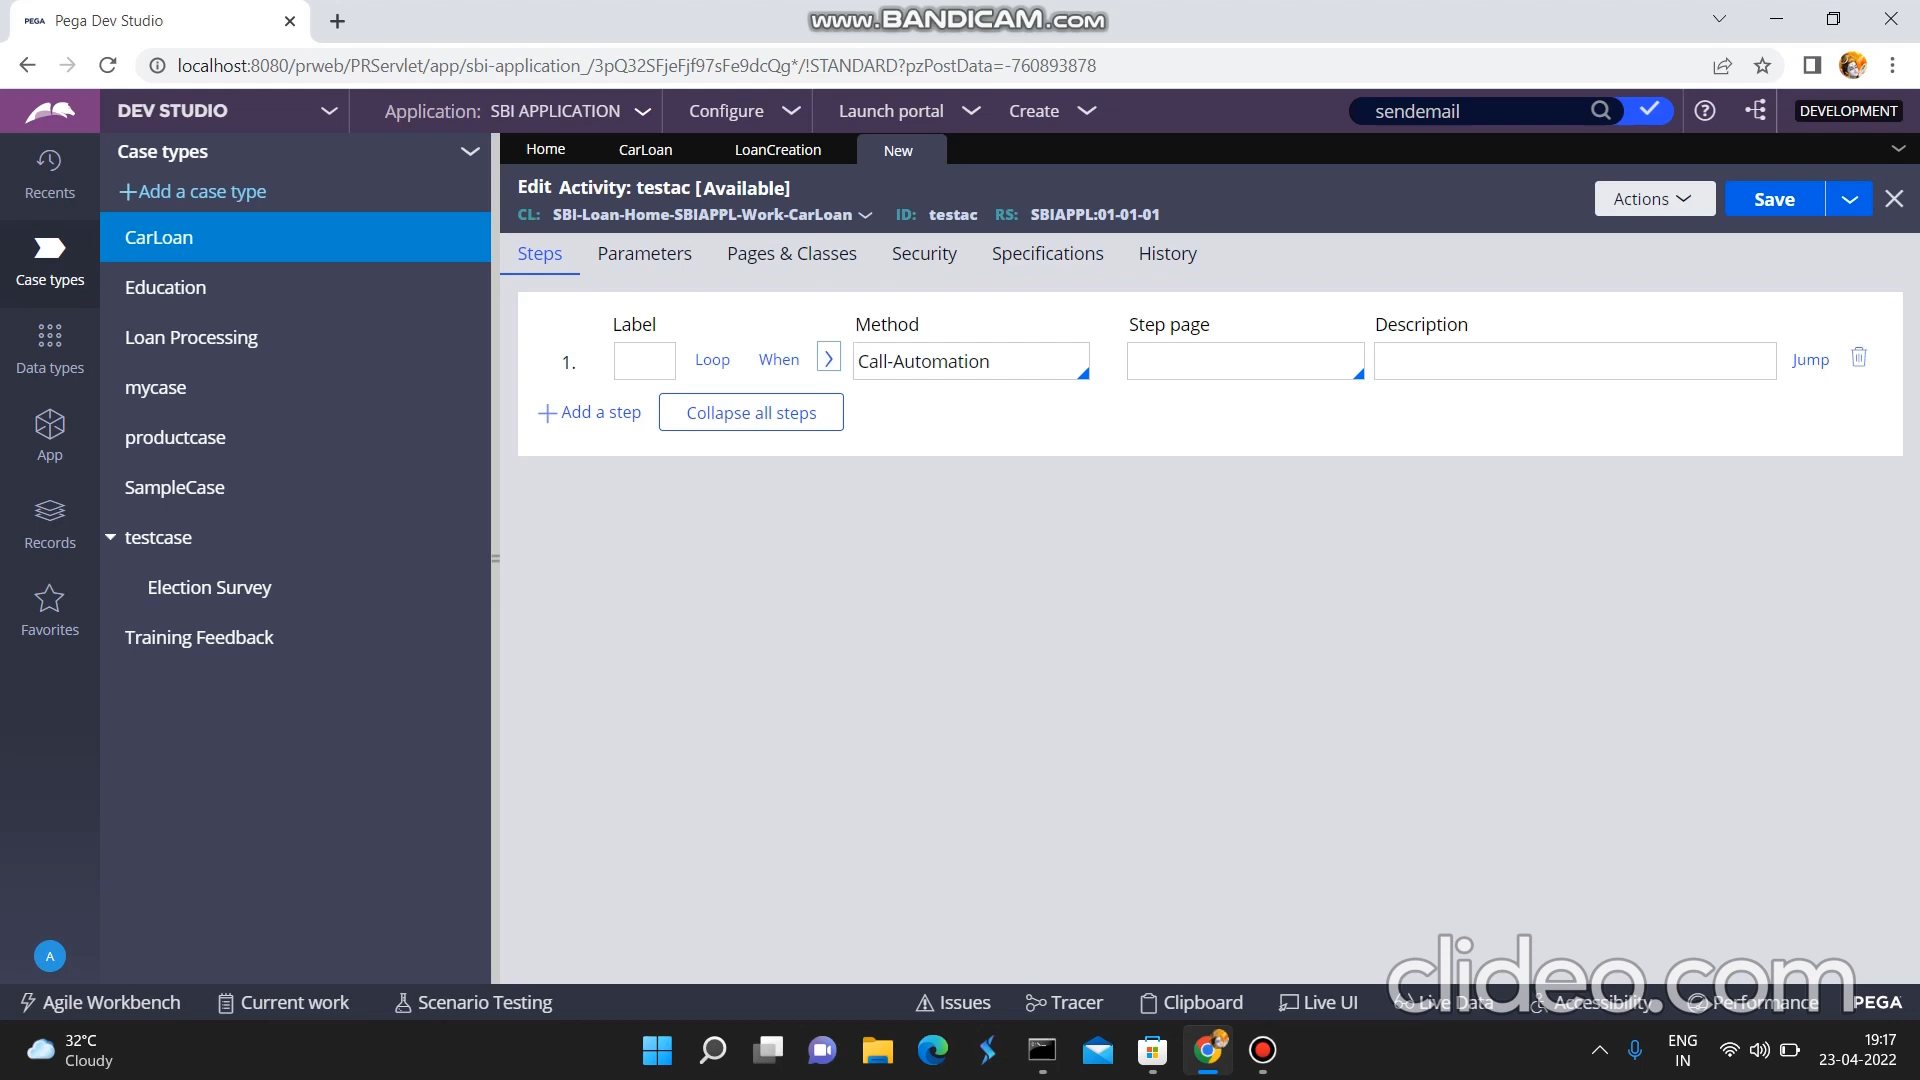 PEGA Pega Dev Studio
www.BANDICAM.com
localhost:8080/prweb/PRServlet/app/sbi-application_/3pQ32SFjeFjf97sFe9dcQg*/!STANDARD?pzPostData=-760893878
DEV STUDIO
Application: SBI APPLICATION
Configure
Launch portal
Create
sendemail
DEVELOPMENT
Recents
Case types
Data types
App
Records
Favorites
A
Case types
Add a case type
CarLoan
Education
Loan Processing
mycase
productcase
SampleCase
testcase
Election Survey
Training Feedback
Home CarLoan LoanCreation New
Edit Activity: testac [Available]
CL: SBI-Loan-Home-SBIAPPL-Work-CarLoan ID: testac RS: SBIAPPL:01-01-01
Actions Save
Steps Parameters Pages & Classes Security Specifications History
Label Method Step page Description
1. Loop When Call-Automation Jump
Add a step Collapse all steps
clideo.com
Agile Workbench Current work Scenario Testing Issues Tracer Clipboard Live UI Live Data Accessibility Performance PEGA
32°C
Cloudy
ENG
IN
19:17
23-04-2022